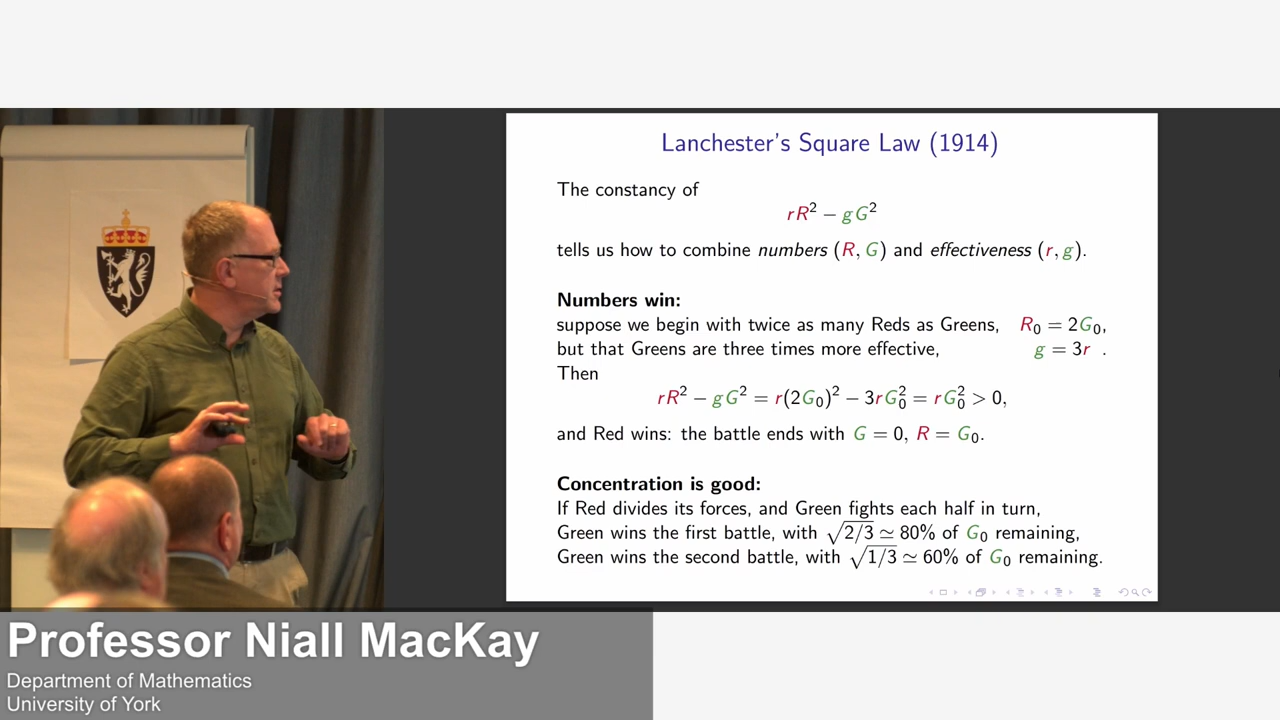 Lanchester's Square Law (1914)
The constancy of
rR² − gG²
tells us how to combine numbers (R, G) and effectiveness (r, g).
Numbers win:
suppose we begin with twice as many Reds as Greens, R₀ = 2G₀,
but that Greens are three times more effective, g = 3r .
Then
rR² − gG² = r(2G₀)² − 3rG₀² = rG₀² > 0,
and Red wins: the battle ends with G = 0, R = G₀.
Concentration is good:
If Red divides its forces, and Green fights each half in turn,
Green wins the first battle, with √2/3 ≃ 80% of G₀ remaining,
Green wins the second battle, with √1/3 ≃ 60% of G₀ remaining.
Professor Niall MacKay
Department of Mathematics
University of York